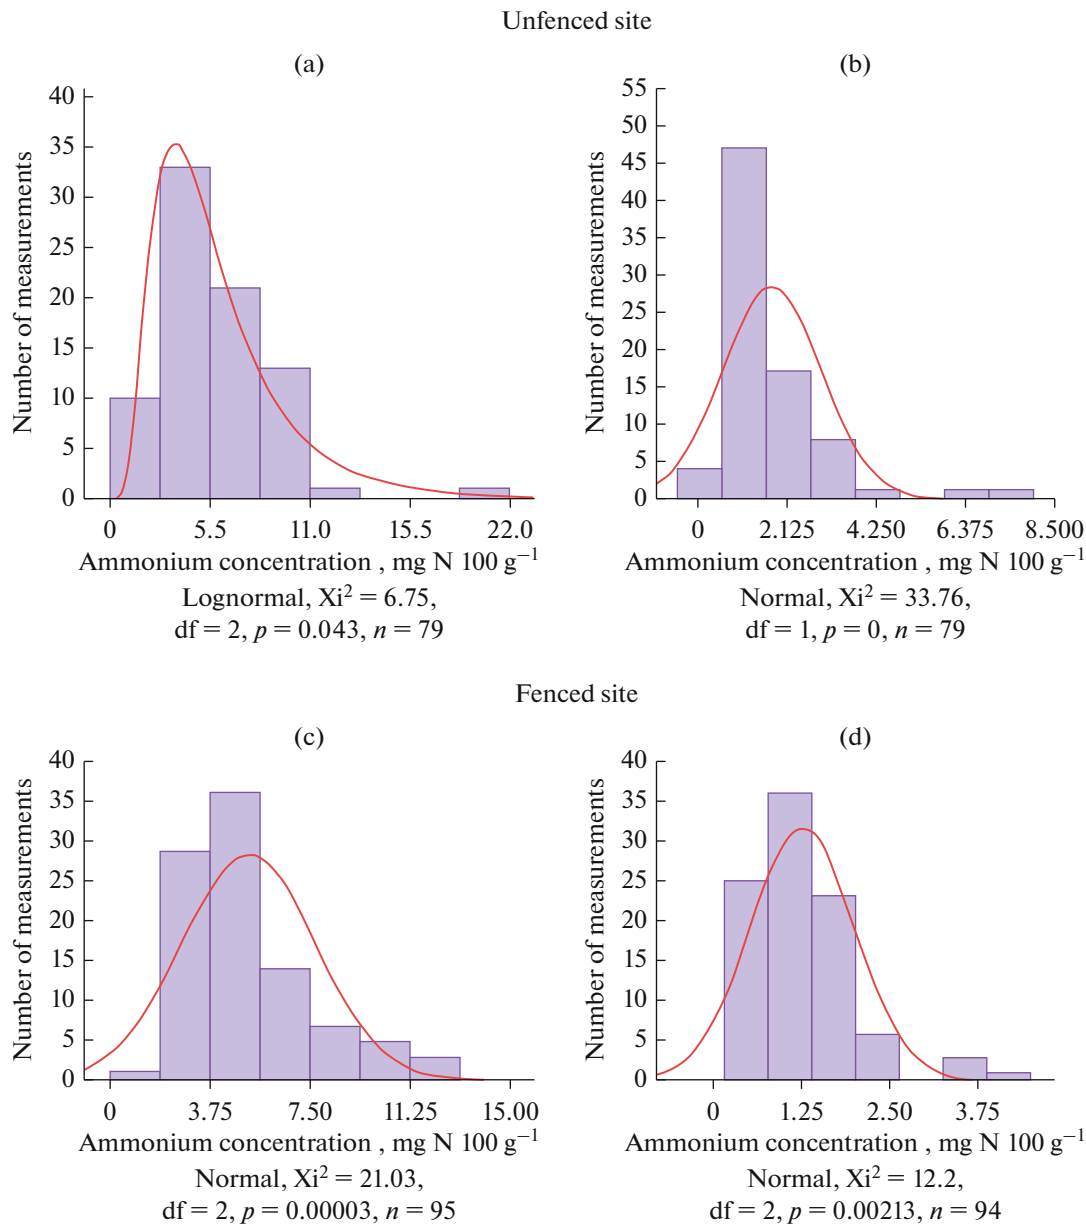 Unfenced site
(a)
Number of measurements
40
35
30
25
20
15
10
5
0
0 5.5 11.0 15.5 22.0
Ammonium concentration , mg N 100 g⁻¹
Lognormal, Xi² = 6.75,
df = 2, p = 0.043, n = 79
(b)
Number of measurements
55
50
45
40
35
30
25
20
15
10
5
0
0 2.125 4.250 6.375 8.500
Ammonium concentration , mg N 100 g⁻¹
Normal, Xi² = 33.76,
df = 1, p = 0, n = 79
Fenced site
(c)
Number of measurements
40
35
30
25
20
15
10
5
0
0 3.75 7.50 11.25 15.00
Ammonium concentration , mg N 100 g⁻¹
Normal, Xi² = 21.03,
df = 2, p = 0.00003, n = 95
(d)
Number of measurements
40
35
30
25
20
15
10
5
0
0 1.25 2.50 3.75
Ammonium concentration , mg N 100 g⁻¹
Normal, Xi² = 12.2,
df = 2, p = 0.00213, n = 94